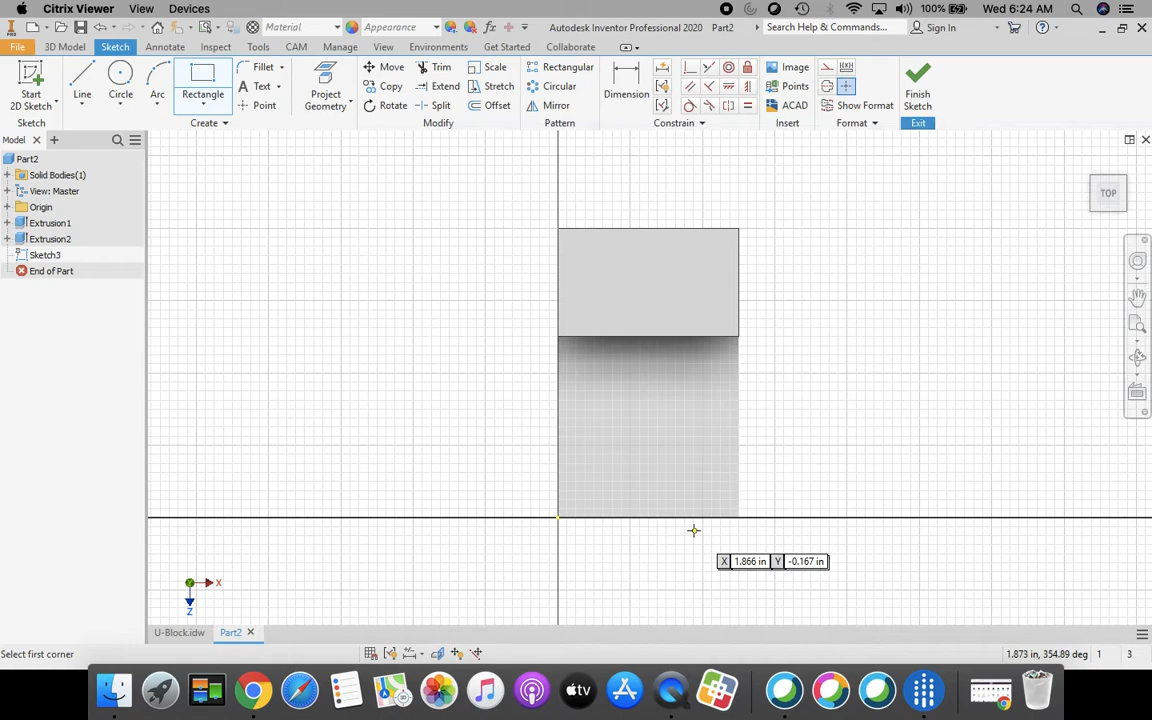 Citrix Viewer View Devices 100% Wed 6:24 AM
Material Appearance Autodesk Inventor Professional 2020 Part2 Search Help & Commands... Sign In
File 3D Model Sketch Annotate Inspect Tools CAM Manage View Environments Get Started Collaborate
Start 2D Sketch Line Circle Arc Rectangle Fillet Text Point Project Geometry Move Copy Rotate Trim Extend Split Scale Stretch Offset Rectangular Circular Mirror Dimension Image Points ACAD Show Format Finish Sketch
Sketch Create Modify Pattern Constrain Insert Format Exit
Model
Part2
Solid Bodies(1)
View: Master
Origin
Extrusion1
Extrusion2
Sketch3
End of Part
TOP
X 1.866 in Y -0.167 in
X
Z
U-Block.idw Part2
Select first corner 1.873 in, 354.89 deg 1 3
tv